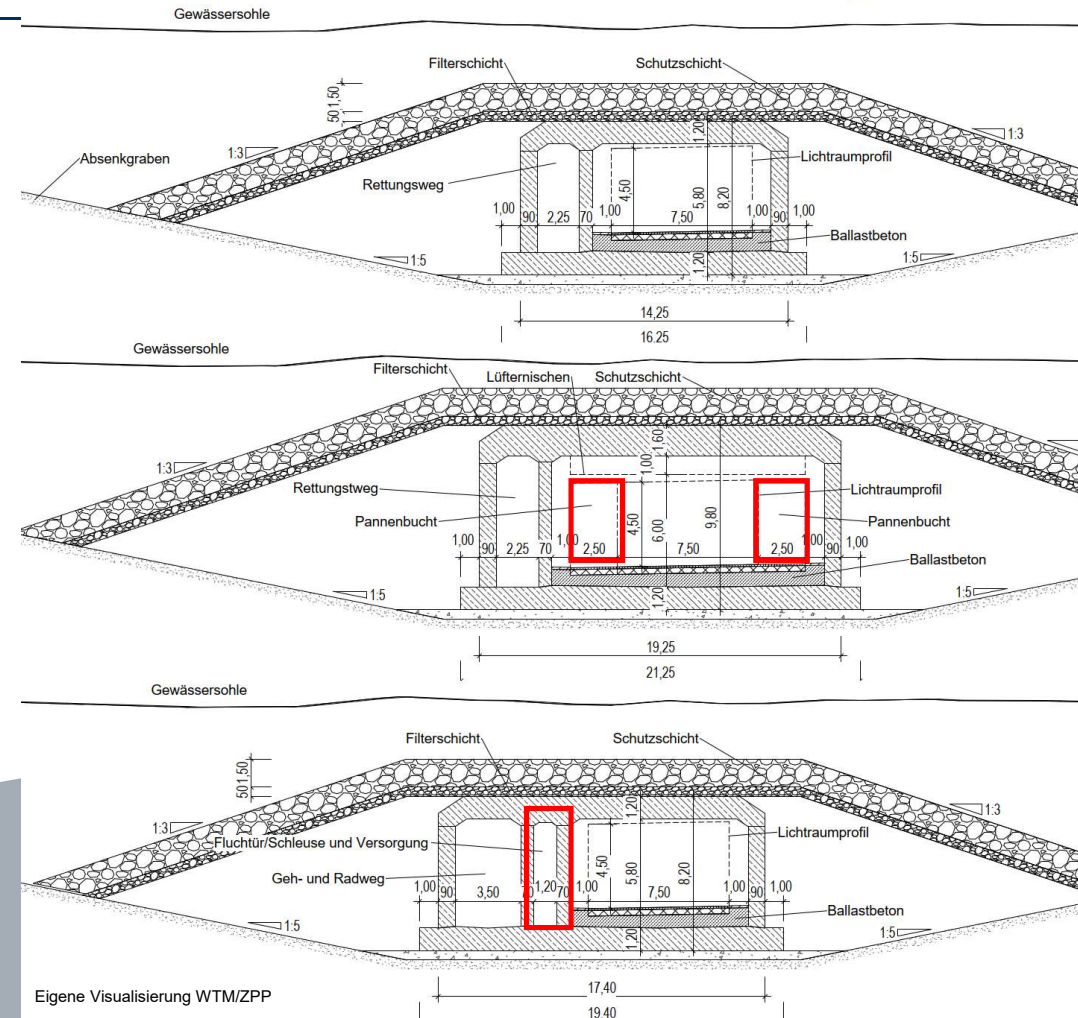 Gewässersohle
Filterschicht
Schutzschicht
50 1,50
1:3
1:3
Absenkgraben
Rettungsweg
Lichtraumprofil
1,20
4,50
5,80
8,20
1,00 90 2,25 70 1,00 7,50 1,00 90 1,00
Ballastbeton
1:5
1:5
1,20
14,25
16.25
Gewässersohle
Filterschicht
Lüfternischen
Schutzschicht
1:3
1,60
1,00
Rettungstweg
Lichtraumprofil
Pannenbucht
Pannenbucht
4,50
6,00
9,80
1,00 90 2,25 70 1,00 2,50 7,50 2,50 1,00 90 1,00
Ballastbeton
1:5
1:5
1,20
19,25
21,25
Gewässersohle
Filterschicht
Schutzschicht
50 1,50
1:3
1:3
1,20
Fluchtür/Schleuse und Versorgung
Lichtraumprofil
Geh- und Radweg
4,50
5,80
8,20
1,00 90 3,50 70 1,20 70 1,00 7,50 1,00 90 1,00
Ballastbeton
1:5
1:5
1,20
17,40
19.40
Eigene Visualisierung WTM/ZPP